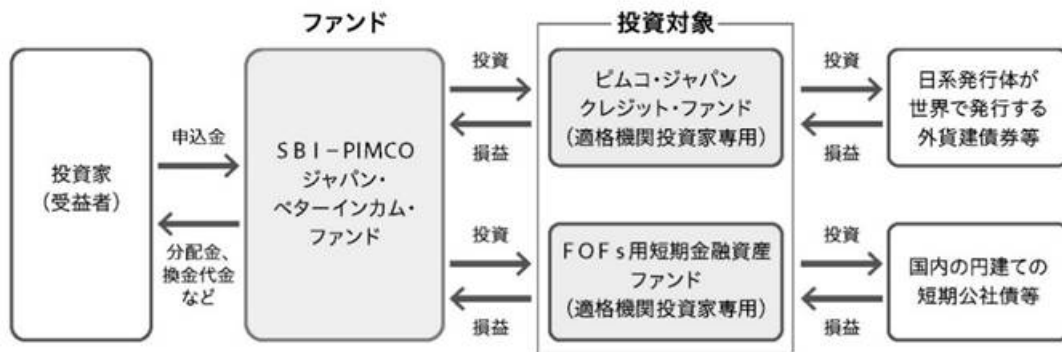 ファンド
投資対象
投資家
(受益者)
申込金
分配金、
換金代金
など
SBI-PIMCO
ジャパン・
ベターインカム・
ファンド
投資
損益
ピムコ・ジャパン
クレジット・ファンド
(適格機関投資家専用)
投資
損益
日系発行体が
世界で発行する
外貨建債券等
投資
損益
FOFs用短期金融資産
ファンド
(適格機関投資家専用)
投資
損益
国内の円建ての
短期公社債等